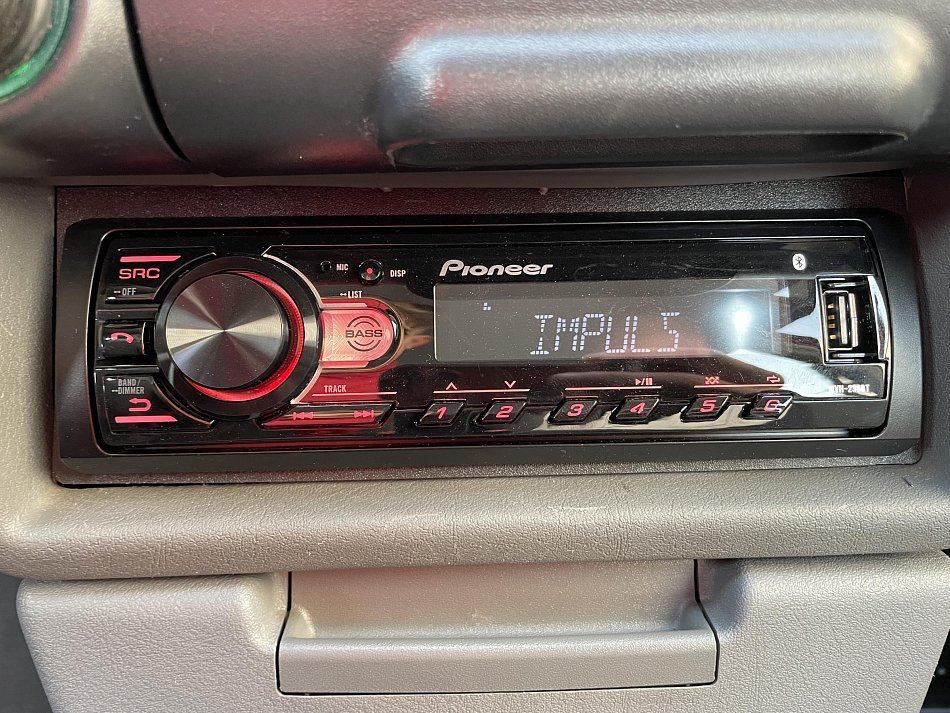 SRC
OFF
BAND/
DIMMER
MIC
DISP
LIST
BASS
TRACK
Pioneer
IMPULS
1 2 3 4 5 6